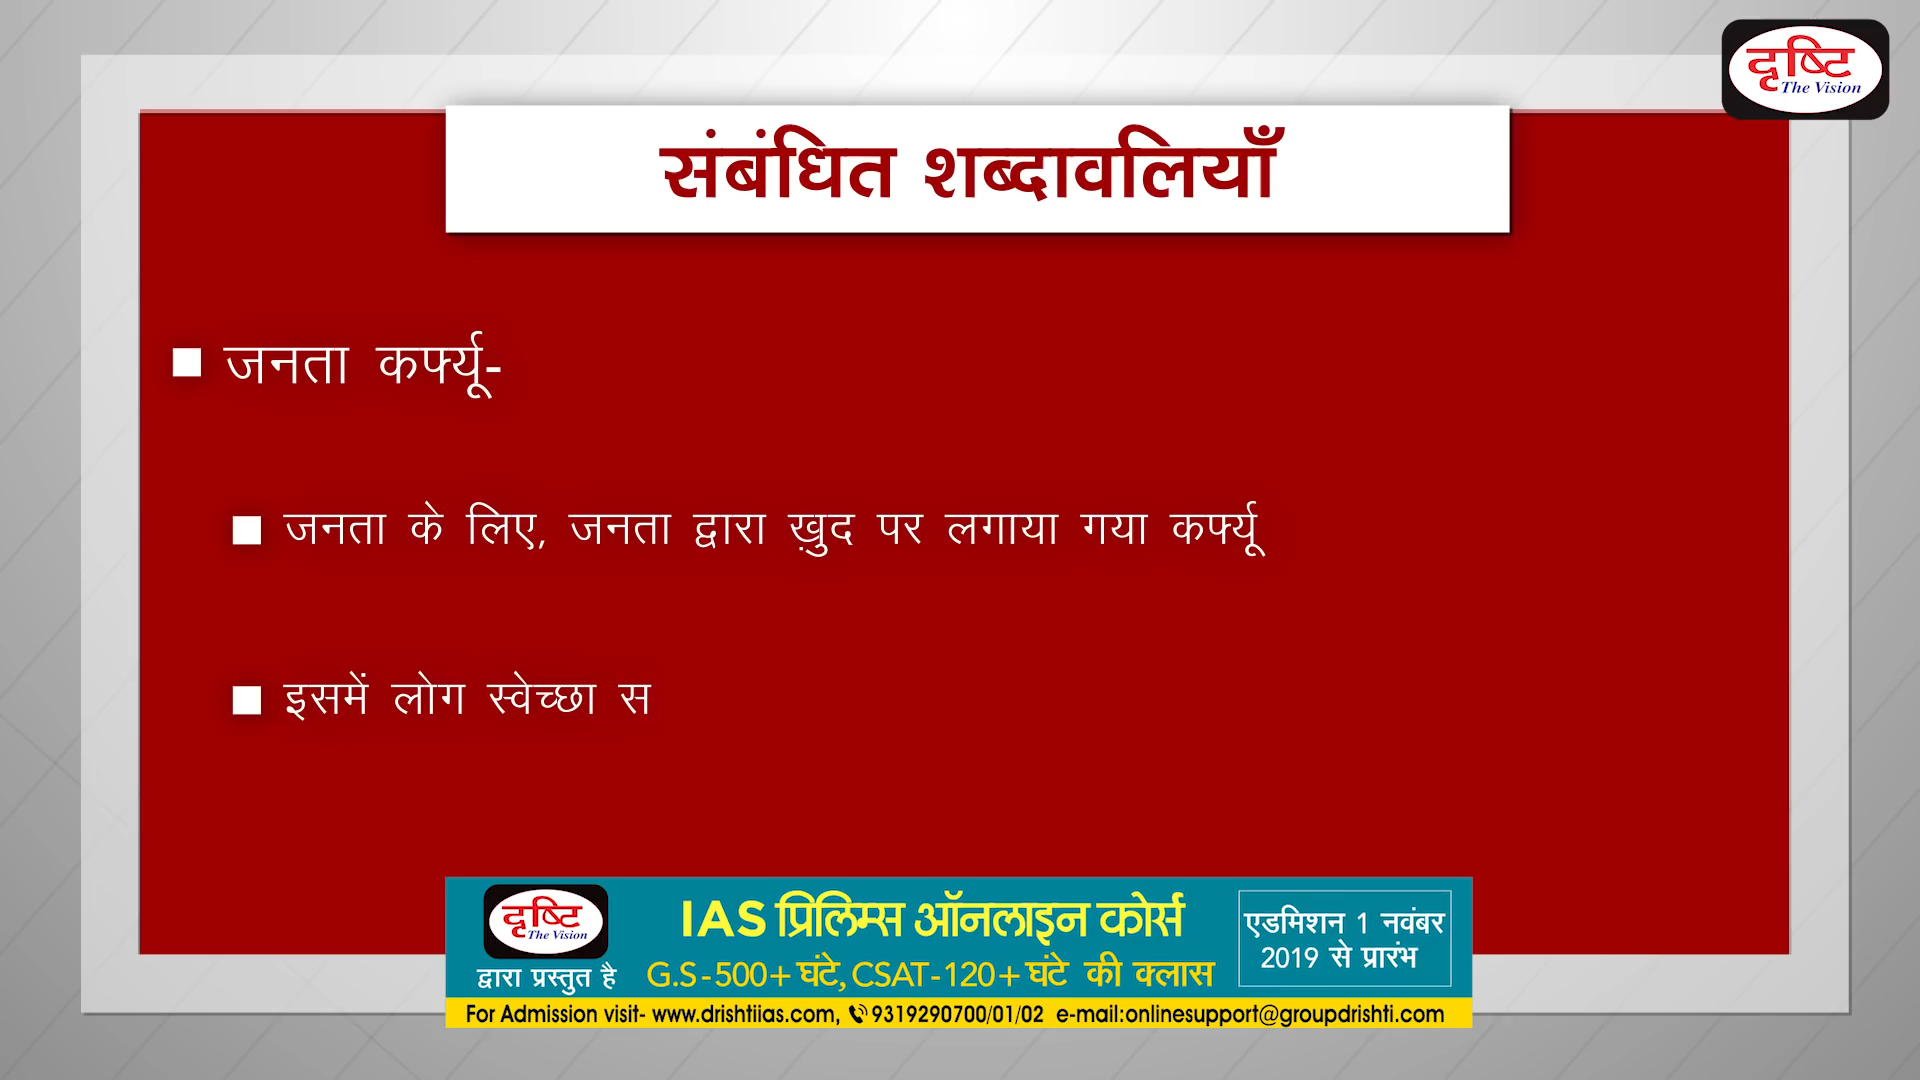 दृष्टि
The Vision
संबंधित शब्दावलियाँ
जनता कर्फ्यू-
जनता के लिए, जनता द्वारा ख़ुद पर लगाया गया कर्फ्यू
इसमें लोग स्वेच्छा स
दृष्टि
The Vision
द्वारा प्रस्तुत है
IAS प्रिलिम्स ऑनलाइन कोर्स
G.S-500+घंटे, CSAT-120+घंटे की क्लास
एडमिशन 1 नवंबर
2019 से प्रारंभ
For Admission visit- www.drishtiias.com, 9319290700/01/02 e-mail:onlinesupport@groupdrishti.com